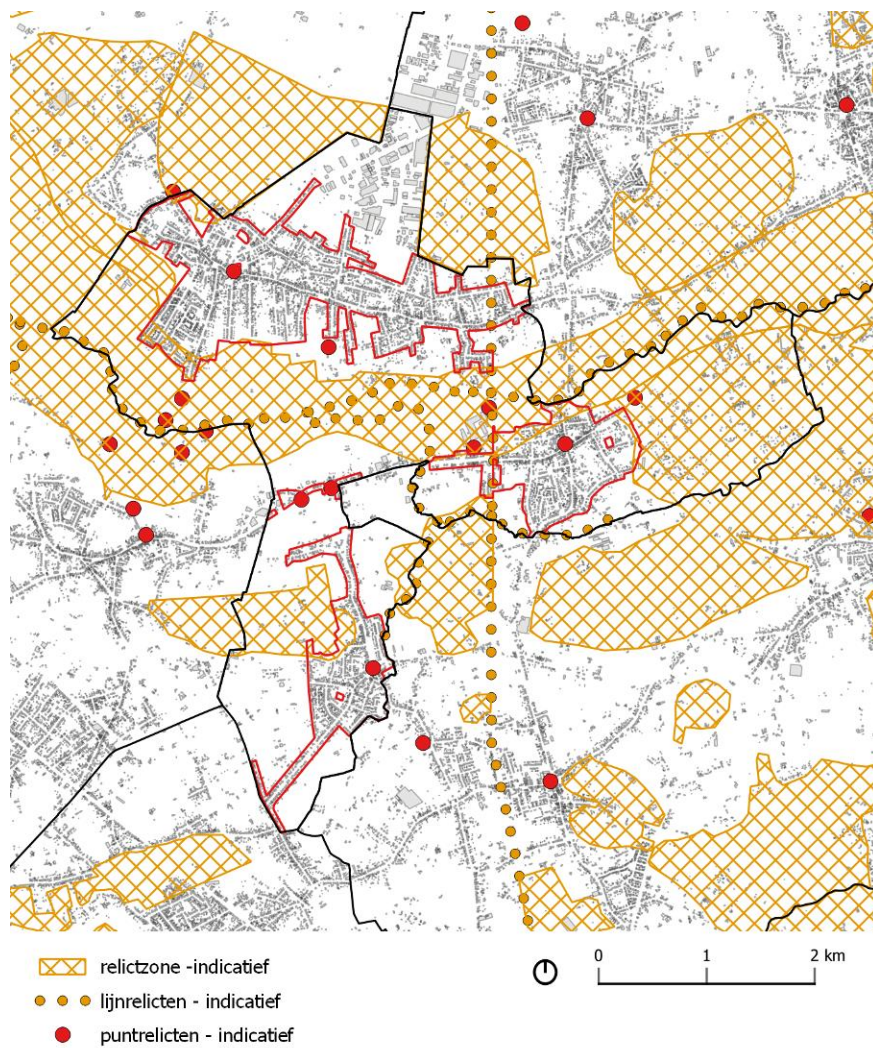 relictzone -indicatief
lijnrelicten - indicatief
puntrelicten - indicatief
0 1 2 km